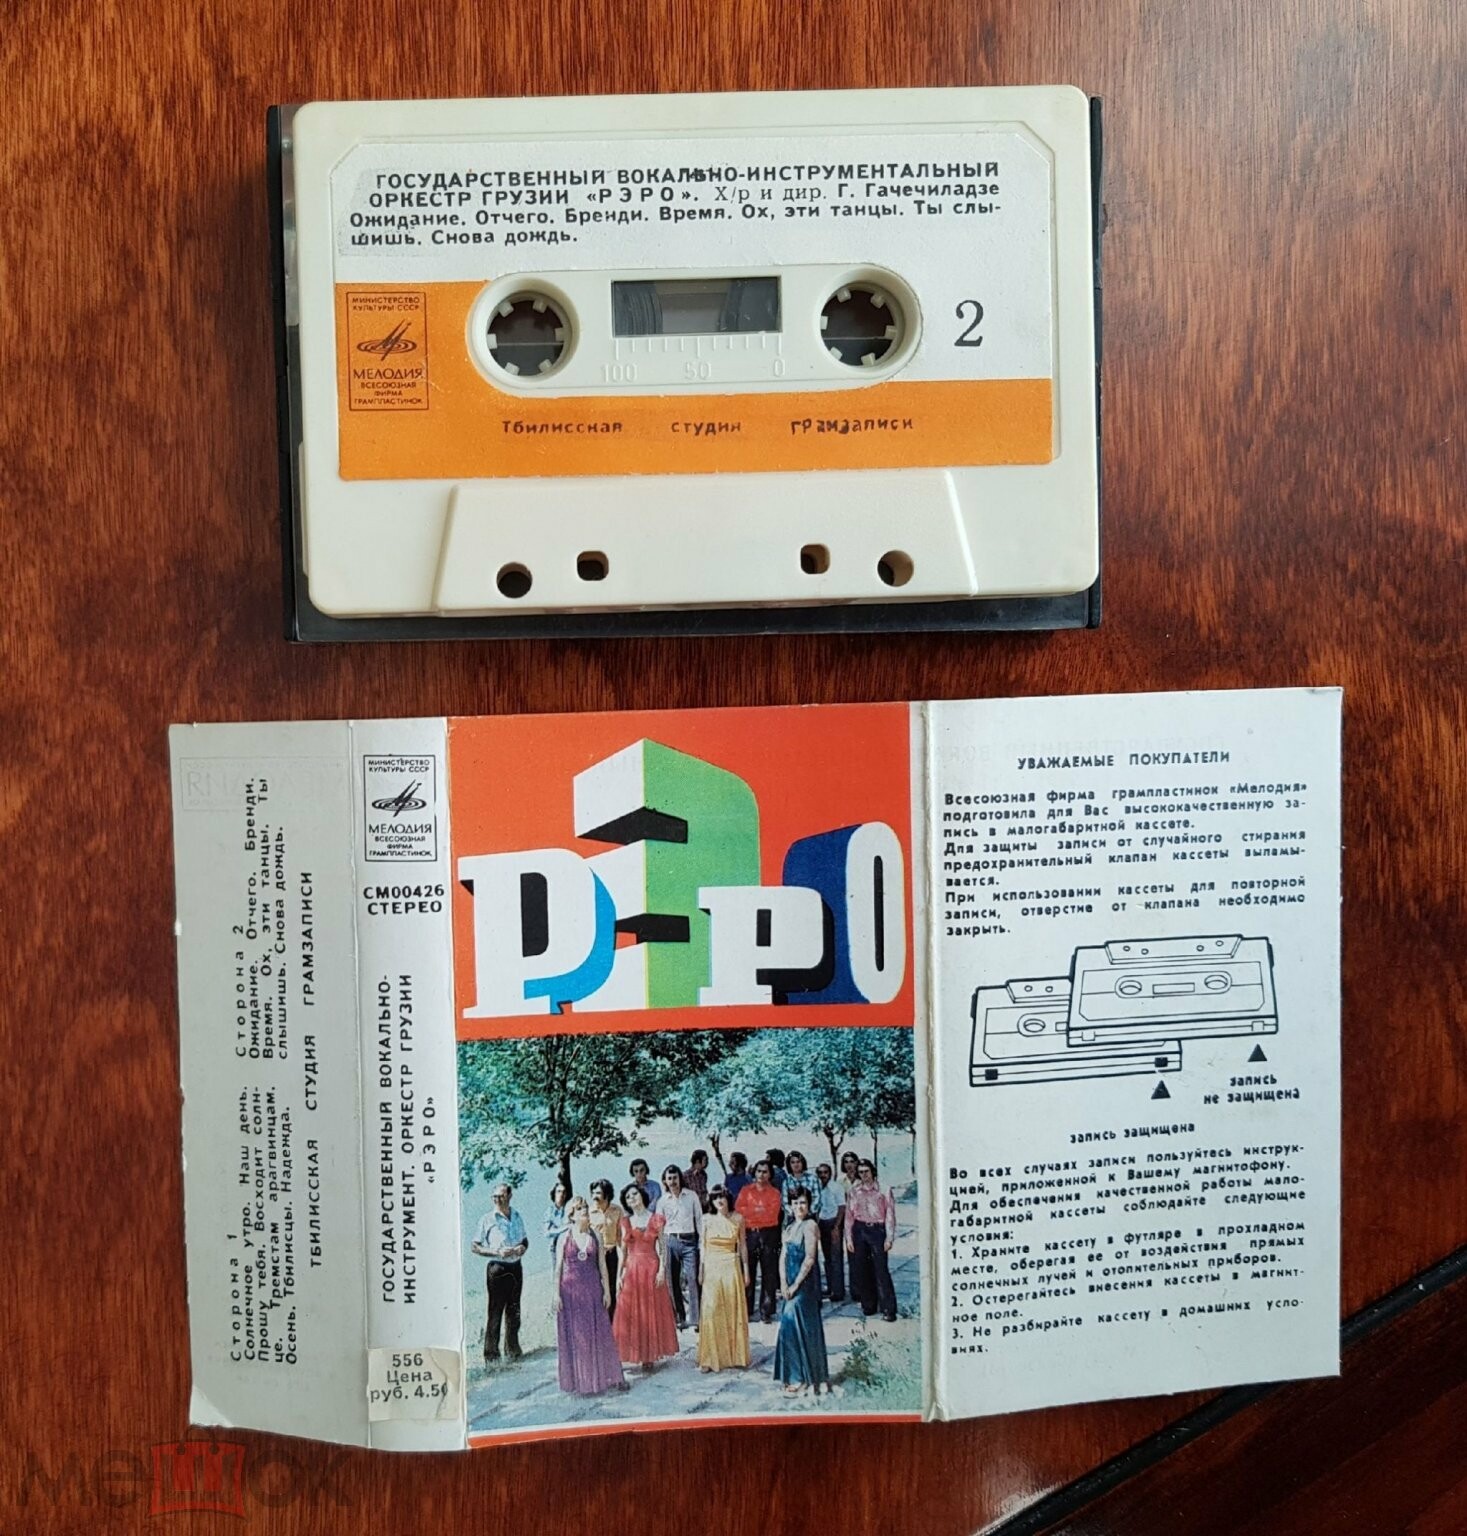 ГОСУДАРСТВЕННЫЙ ВОКАЛЬНО-ИНСТРУМЕНТАЛЬНЫЙ
ОРКЕСТР ГРУЗИИ «РЭРО». Х/р и дир. Г. Гачечиладзе
Ожидание. Отчего. Бренди. Время. Ох, эти танцы. Ты слы-
шишь. Снова дождь.
МИНИСТЕРСТВО
КУЛЬТУРЫ СССР
МЕЛОДИЯ
ВСЕСОЮЗНАЯ
ФИРМА
ГРАМПЛАСТИНОК
2
100 50 0
Тбилисская студия грамзаписи
Сторона 1
Солнечное утро. Наш день.
Прошу тебя. Восходит солн-
це. Тремстам арагвинцам.
Осень. Тбилисцы. Надежда.
Сторона 2
Ожидание. Отчего. Бренди.
Время. Ох, эти танцы. Ты
слышишь. Снова дождь.
ТБИЛИССКАЯ СТУДИЯ ГРАМЗАПИСИ
МИНИСТЕРСТВО
КУЛЬТУРЫ СССР
МЕЛОДИЯ
ВСЕСОЮЗНАЯ
ФИРМА
ГРАМПЛАСТИНОК
СМ00426
СТЕРЕО
ГОСУДАРСТВЕННЫЙ ВОКАЛЬНО-
ИНСТРУМЕНТ. ОРКЕСТР ГРУЗИИ
«РЭРО»
556
Цена
руб. 4.50
РЭРО
УВАЖАЕМЫЕ ПОКУПАТЕЛИ
Всесоюзная фирма грампластинок «Мелодия»
подготовила для Вас высококачественную за-
пись в малогабаритной кассете.
Для защиты записи от случайного стирания
предохранительный клапан кассеты выламы-
вается.
При использовании кассеты для повторной
записи, отверстие от клапана необходимо
закрыть.
запись
не защищена
запись защищена
Во всех случаях записи пользуйтесь инструк-
цией, приложенной к Вашему магнитофону.
Для обеспечения качественной работы мало-
габаритной кассеты соблюдайте следующие
условия:
1. Храните кассету в футляре в прохладном
месте, оберегая ее от воздействия прямых
солнечных лучей и отопительных приборов.
2. Остерегайтесь внесения кассеты в магнит-
ное поле.
3. Не разбирайте кассету в домашних усло-
виях.
мешок